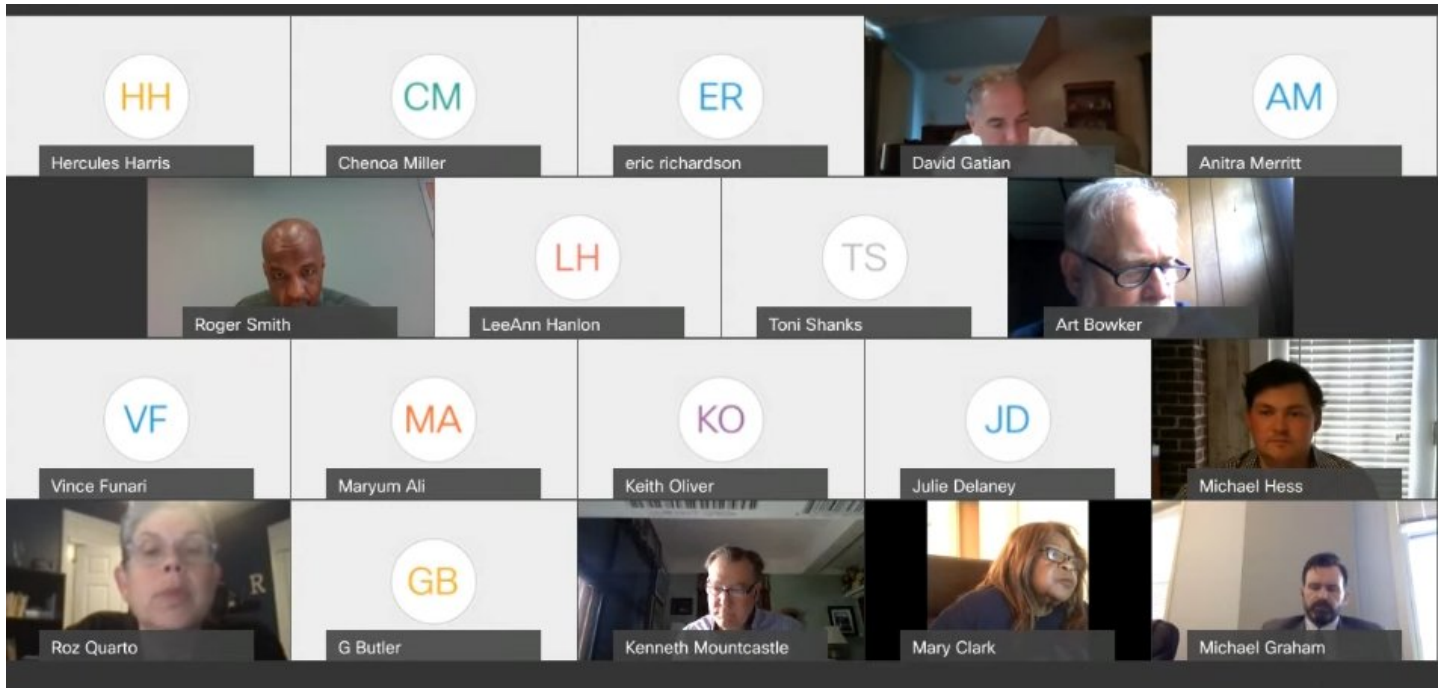 HH
Hercules Harris
CM
Chenoa Miller
ER
eric richardson
David Gatian
AM
Anitra Merritt
Roger Smith
LH
LeeAnn Hanlon
TS
Toni Shanks
Art Bowker
VF
Vince Funari
MA
Maryum Ali
KO
Keith Oliver
JD
Julie Delaney
Michael Hess
R
Roz Quarto
GB
G Butler
Kenneth Mountcastle
Mary Clark
Michael Graham